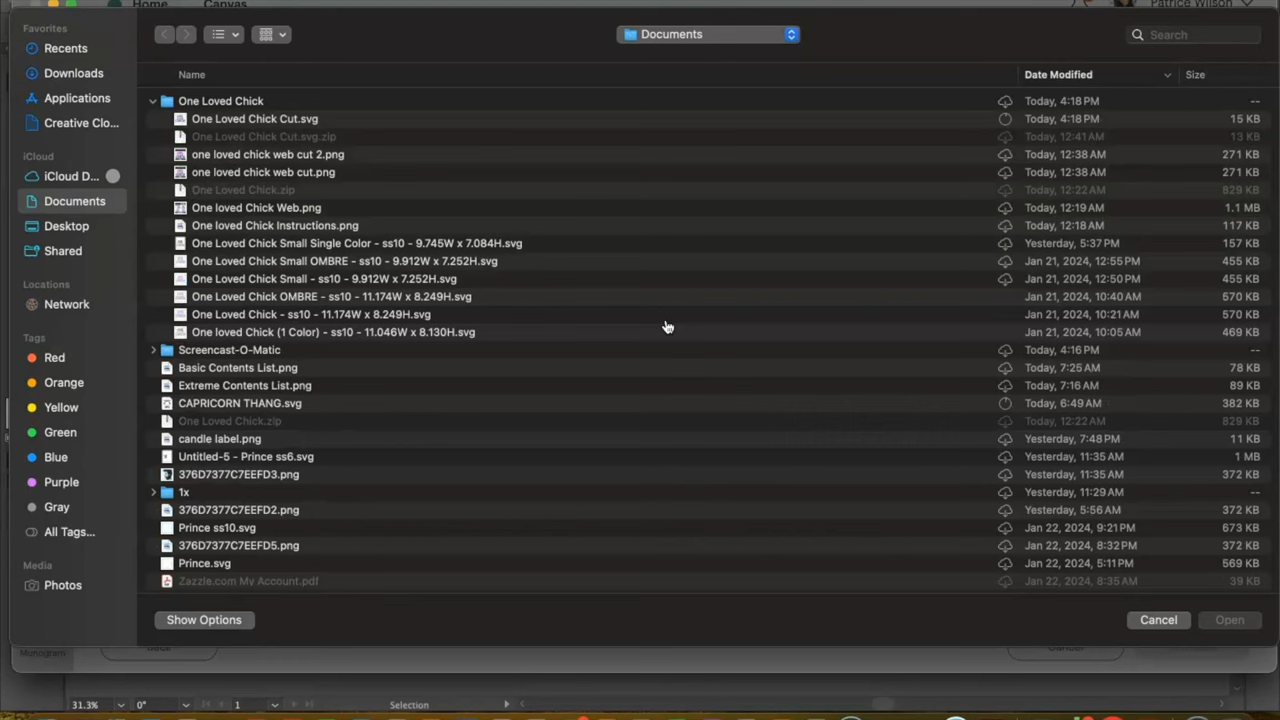 Home Canvas Patrice Wilson
Favorites
Recents
Downloads
Applications
Creative Clo...
iCloud
iCloud D...
Documents
Desktop
Shared
Locations
Network
Tags
Red
Orange
Yellow
Green
Blue
Purple
Gray
All Tags...
Media
Photos
Documents
Search
Name Date Modified Size
One Loved Chick Today, 4:18 PM --
One Loved Chick Cut.svg Today, 4:18 PM 15 KB
One Loved Chick Cut.svg.zip Today, 12:41 AM 13 KB
one loved chick web cut 2.png Today, 12:38 AM 271 KB
one loved chick web cut.png Today, 12:38 AM 271 KB
One Loved Chick.zip Today, 12:22 AM 829 KB
One loved Chick Web.png Today, 12:19 AM 1.1 MB
One loved Chick Instructions.png Today, 12:18 AM 117 KB
One Loved Chick Small Single Color - ss10 - 9.745W x 7.084H.svg Yesterday, 5:37 PM 157 KB
One Loved Chick Small OMBRE - ss10 - 9.912W x 7.252H.svg Jan 21, 2024, 12:55 PM 455 KB
One Loved Chick Small - ss10 - 9.912W x 7.252H.svg Jan 21, 2024, 12:50 PM 455 KB
One Loved Chick OMBRE - ss10 - 11.174W x 8.249H.svg Jan 21, 2024, 10:40 AM 570 KB
One Loved Chick - ss10 - 11.174W x 8.249H.svg Jan 21, 2024, 10:21 AM 570 KB
One loved Chick (1 Color) - ss10 - 11.046W x 8.130H.svg Jan 21, 2024, 10:05 AM 469 KB
Screencast-O-Matic Today, 4:16 PM --
Basic Contents List.png Today, 7:25 AM 78 KB
Extreme Contents List.png Today, 7:16 AM 89 KB
CAPRICORN THANG.svg Today, 6:49 AM 382 KB
One Loved Chick.zip Today, 12:22 AM 829 KB
candle label.png Yesterday, 7:48 PM 11 KB
Untitled-5 - Prince ss6.svg Yesterday, 11:35 AM 1 MB
376D7377C7EEFD3.png Yesterday, 11:35 AM 372 KB
1x Yesterday, 11:29 AM --
376D7377C7EEFD2.png Yesterday, 5:56 AM 372 KB
Prince ss10.svg Jan 22, 2024, 9:21 PM 673 KB
376D7377C7EEFD5.png Jan 22, 2024, 8:32 PM 372 KB
Prince.svg Jan 22, 2024, 5:11 PM 569 KB
Zazzle.com My Account.pdf Jan 22, 2024, 8:35 AM 39 KB
Show Options Cancel Open
Monogram Back Cancel
31.3% 0° 1 Selection